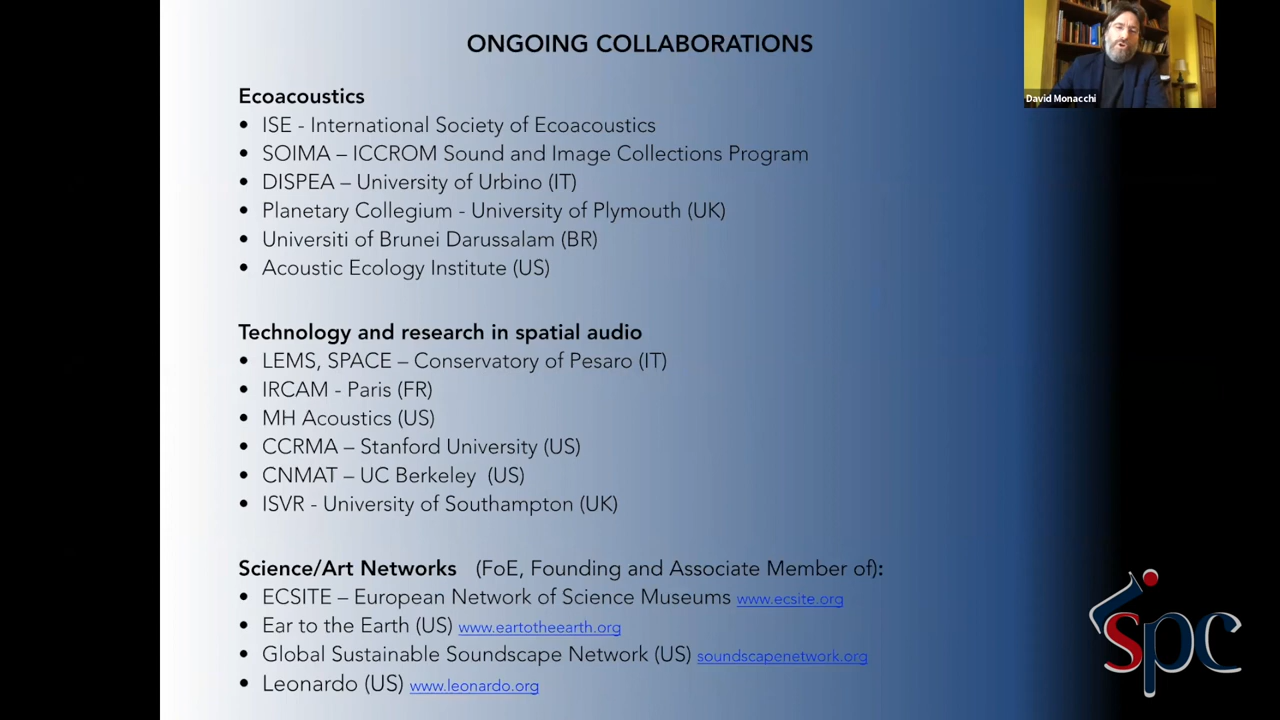 ONGOING COLLABORATIONS
David Monacchi
Ecoacoustics
• ISE - International Society of Ecoacoustics
• SOIMA – ICCROM Sound and Image Collections Program
• DISPEA – University of Urbino (IT)
• Planetary Collegium - University of Plymouth (UK)
• Universiti of Brunei Darussalam (BR)
• Acoustic Ecology Institute (US)
Technology and research in spatial audio
• LEMS, SPACE – Conservatory of Pesaro (IT)
• IRCAM - Paris (FR)
• MH Acoustics (US)
• CCRMA – Stanford University (US)
• CNMAT – UC Berkeley (US)
• ISVR - University of Southampton (UK)
Science/Art Networks (FoE, Founding and Associate Member of):
• ECSITE – European Network of Science Museums www.ecsite.org
• Ear to the Earth (US) www.eartotheearth.org
• Global Sustainable Soundscape Network (US) soundscapenetwork.org
• Leonardo (US) www.leonardo.org
spc